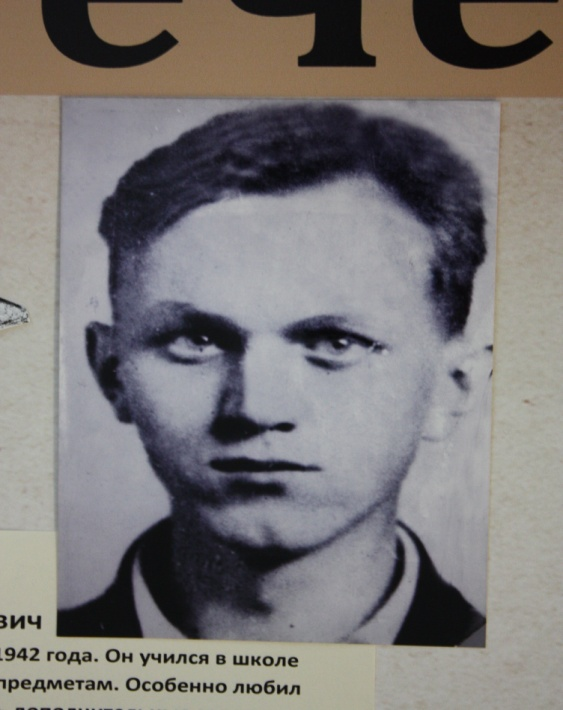 ече
вич
1942 года. Он учился в школе
предметам. Особенно любил